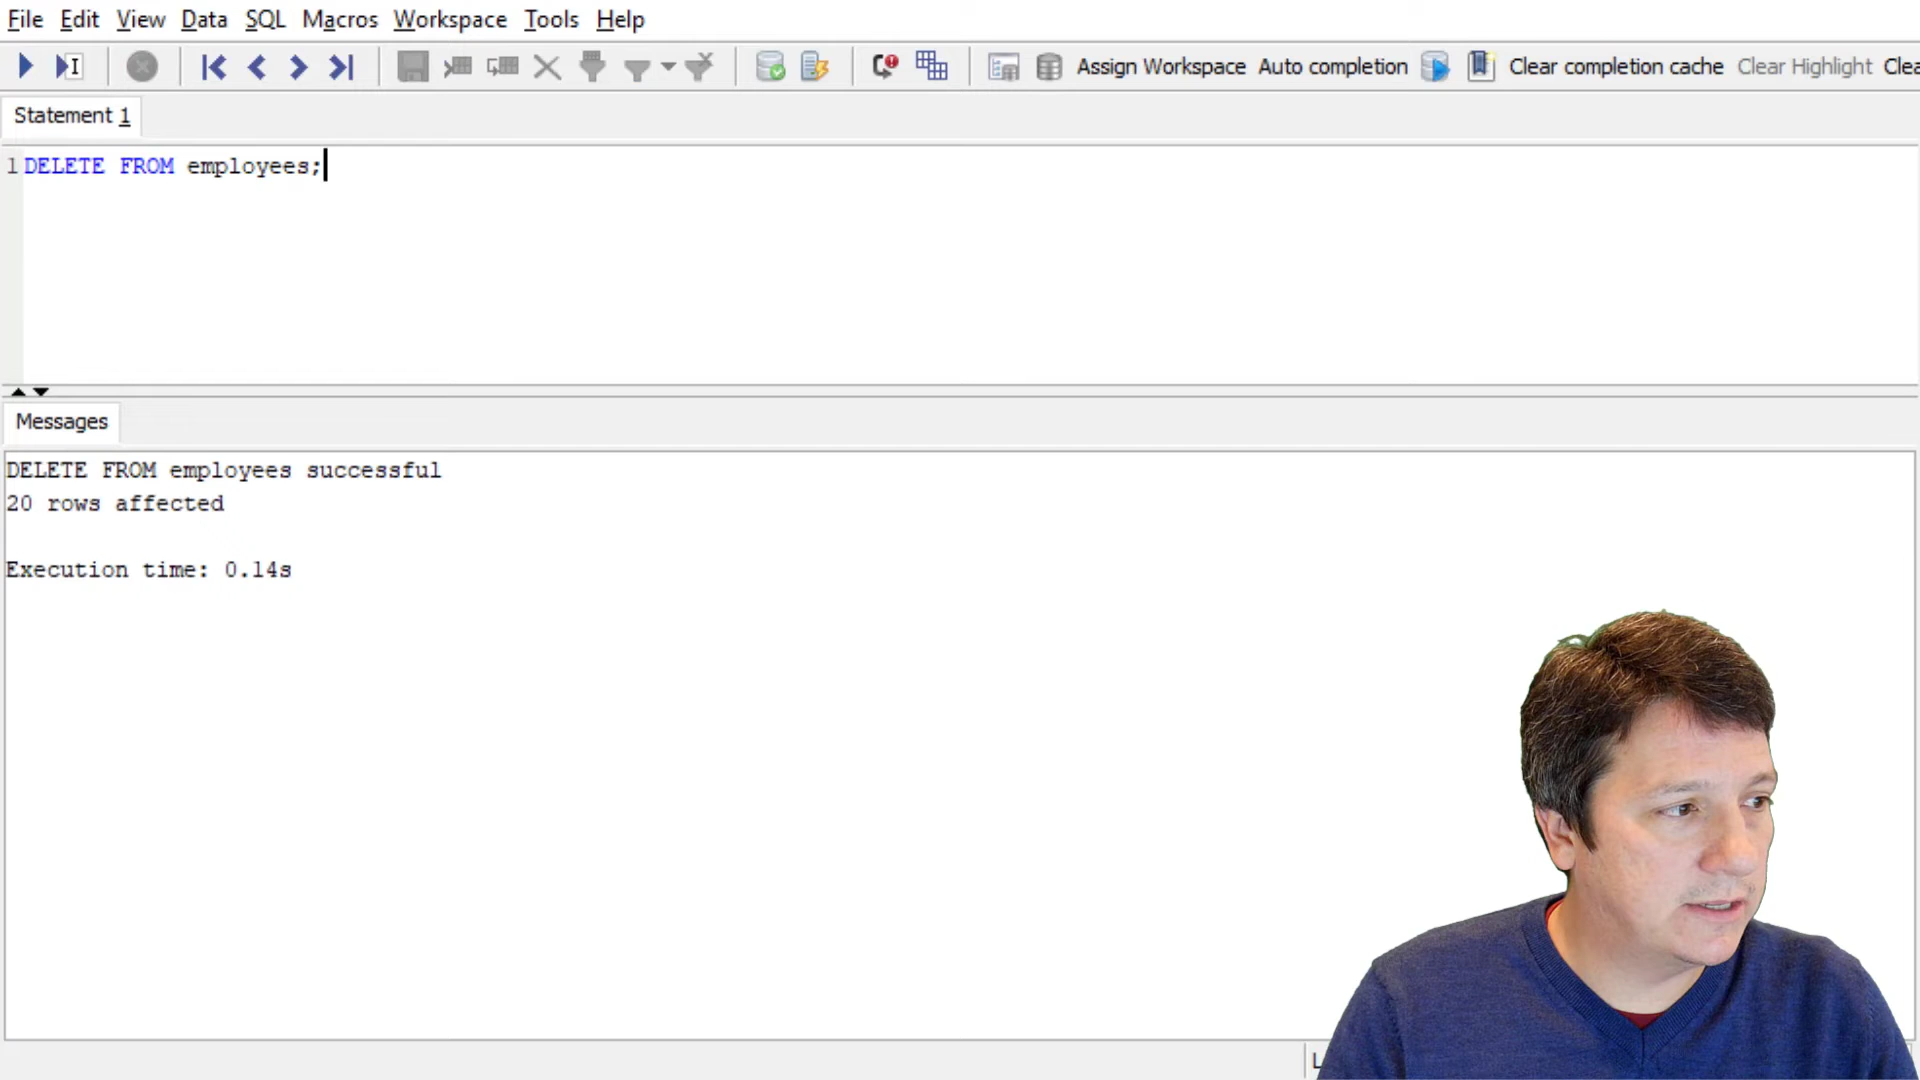 File Edit View Data SQL Macros Workspace Tools Help
Assign Workspace Auto completion Clear completion cache Clear Highlight Clea
Statement 1
1 DELETE FROM employees;
Messages
DELETE FROM employees successful
20 rows affected
Execution time: 0.14s
L